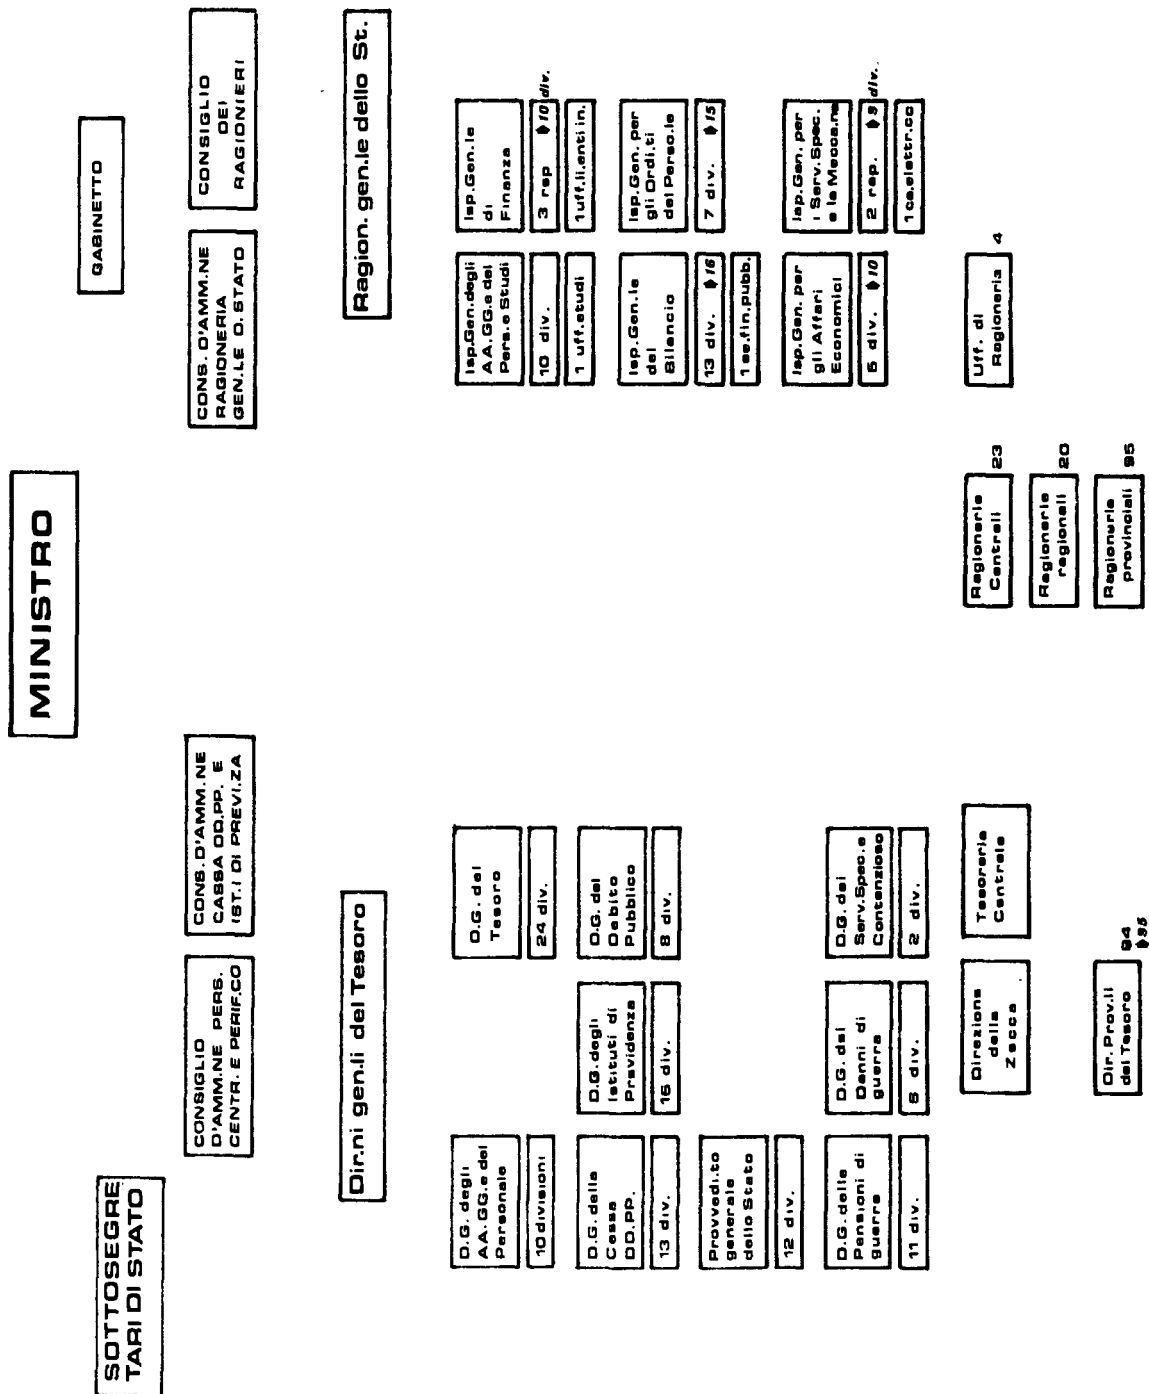 MINISTRO
SOTTOSEGRE
TARI DI STATO
GABINETTO
CONSIGLIO
D'AMM.NE PERS.
CENTR. E PERIF.CO
CONS. D'AMM.NE
CASSA DD.PP. E
IST.I DI PREVI.ZA
CONS. D'AMM.NE
RAGIONERIA
GEN.LE D. STATO
CONSIGLIO
DEI
RAGIONIERI
Dir.ni gen.li del Tesoro
Ragion. gen.le dello St.
D.G. degli
AA.GG.e del
Personale
10 divisioni
D.G. del
Tesoro
24 div.
Isp.Gen.degli
AA.GG.e del
Pers.e Studi
10 div.
1 uff.studi
Isp.Gen.le
di
Finanza
3 rep ♦10 div.
1uff.li.enti in.
D.G. della
Cassa
DD.PP.
13 div.
D.G.degli
Istituti di
Previdenza
16 div.
D.G. del
Debito
Pubblico
8 div.
Isp.Gen.le
del
Bilancio
13 div. ♦16
1 se.fin.pubb.
Isp.Gen. per
gli Ordi.ti
del Perso.le
7 div. ♦15
Provvedi.to
generale
dello Stato
12 div.
D.G.delle
Pensioni di
guerra
11 div.
D.G. dei
Danni di
guerra
5 div.
D.G. dei
Serv.Spec.e
Contenzioso
2 div.
Isp.Gen. per
gli Affari
Economici
5 div. ♦10
Isp.Gen. per
i Serv.Spec.
e la Mecca.ne
2 rep. ♦9 div.
1 ce.elettr.co
Direzione
della
Zecca
Tesoreria
Centrale
Ragionerie
Centrali
23
Uff. di
Ragioneria
4
Ragionerie
regionali
20
Dir.Prov.li
del Tesoro
94
♦95
Ragionerie
provinciali
95